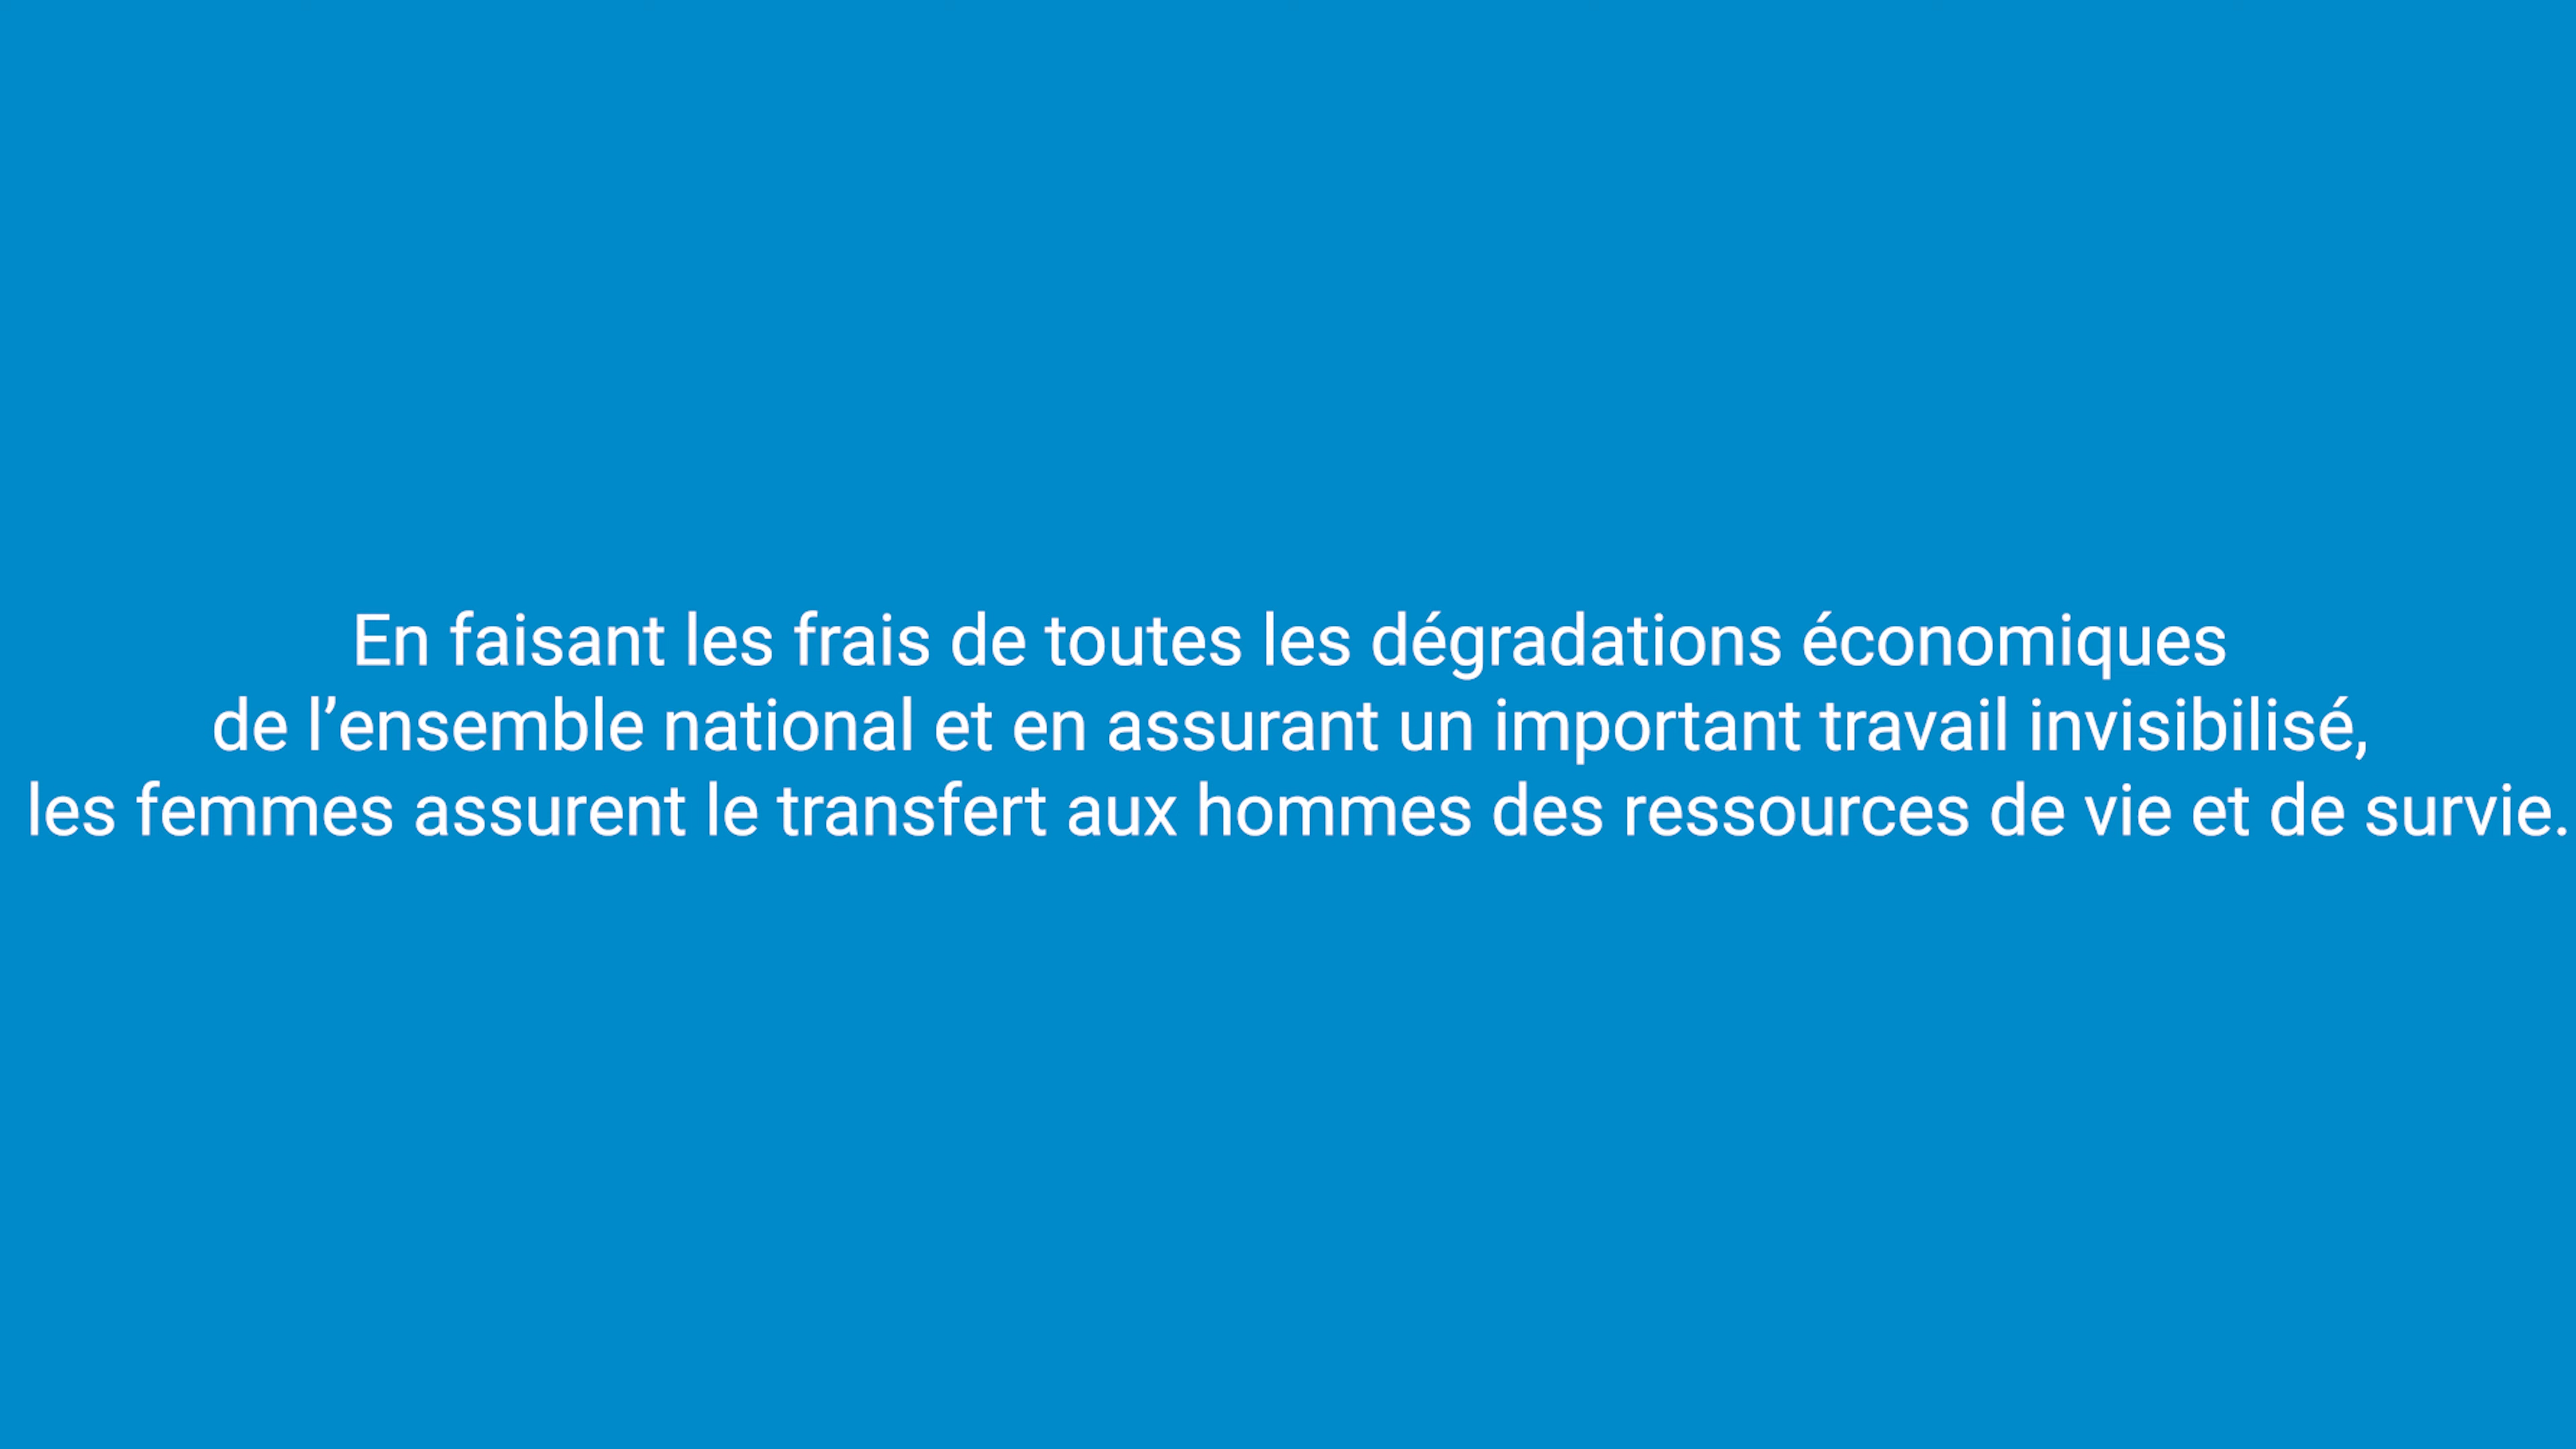 En faisant les frais de toutes les dégradations économiques
de l’ensemble national et en assurant un important travail invisibilisé,
les femmes assurent le transfert aux hommes des ressources de vie et de survie.